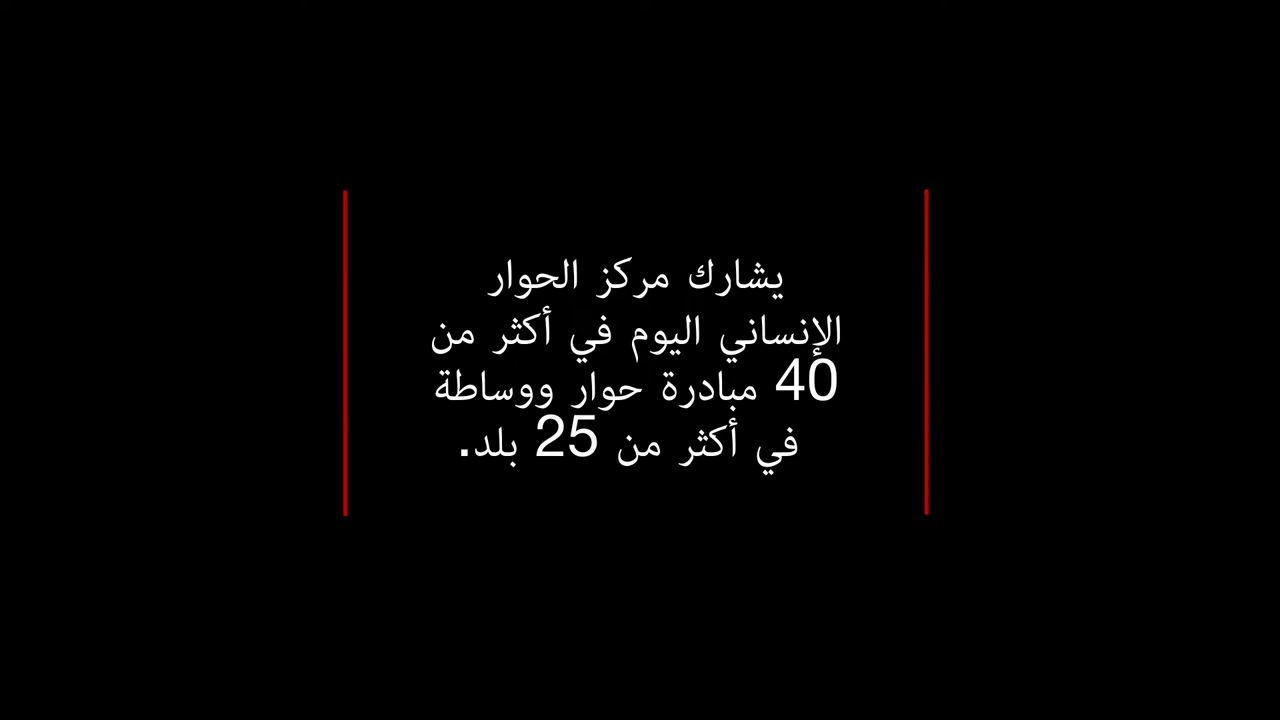 يشارك مركز الحوار
الإنساني اليوم في أكثر من
40 مبادرة حوار ووساطة
في أكثر من 25 بلد.